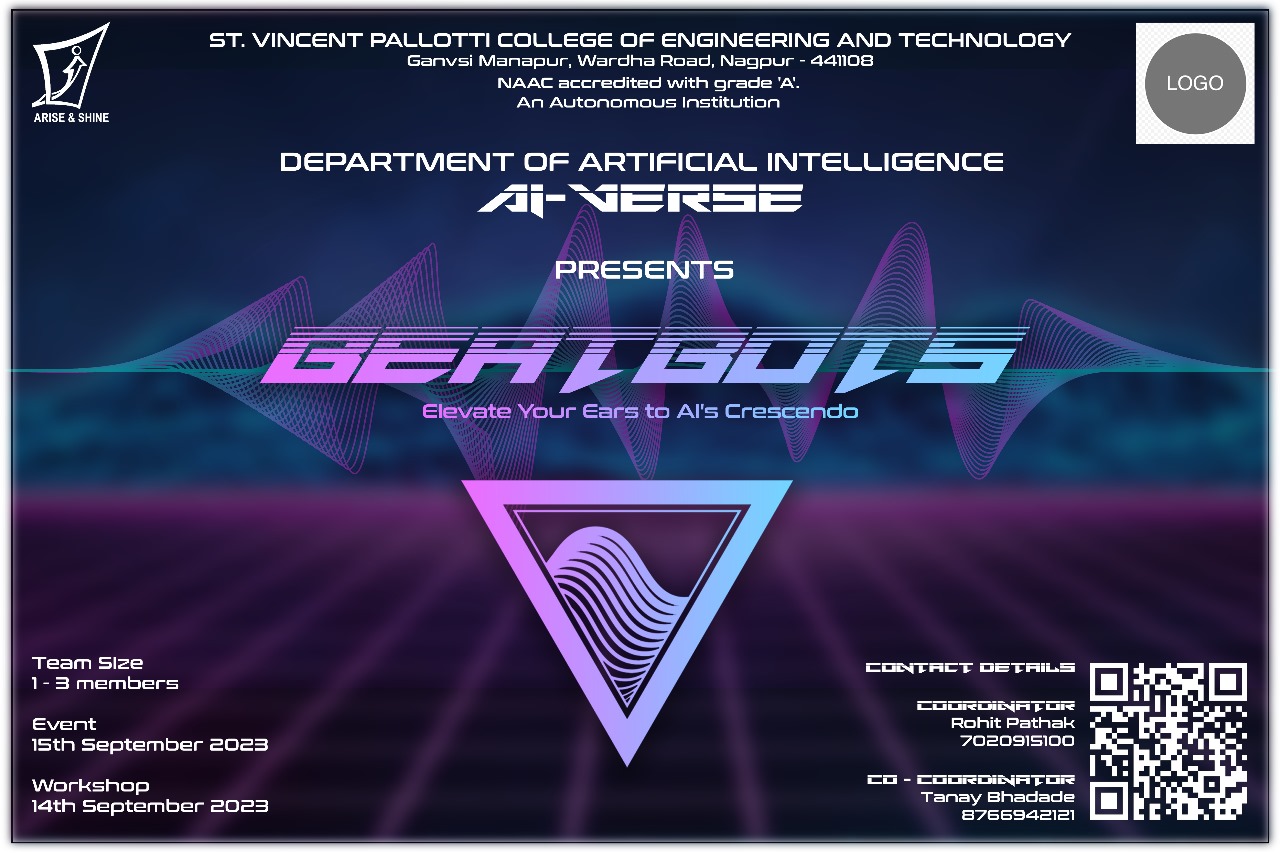 ST. VINCENT PALLOTTI COLLEGE OF ENGINEERING AND TECHNOLOGY
Ganvsi Manapur, Wardha Road, Nagpur - 441108
NAAC accredited with grade 'A'.
An Autonomous Institution
ARISE & SHINE
LOGO
DEPARTMENT OF ARTIFICIAL INTELLIGENCE
AI-VERSE
PRESENTS
BEATBOTS
Elevate Your Ears to AI's Crescendo
Team Size
1 - 3 members
Event
15th September 2023
Workshop
14th September 2023
CONTACT DETAILS
COORDINATOR
Rohit Pathak
7020915100
CO - COORDINATOR
Tanay Bhadade
8766942121